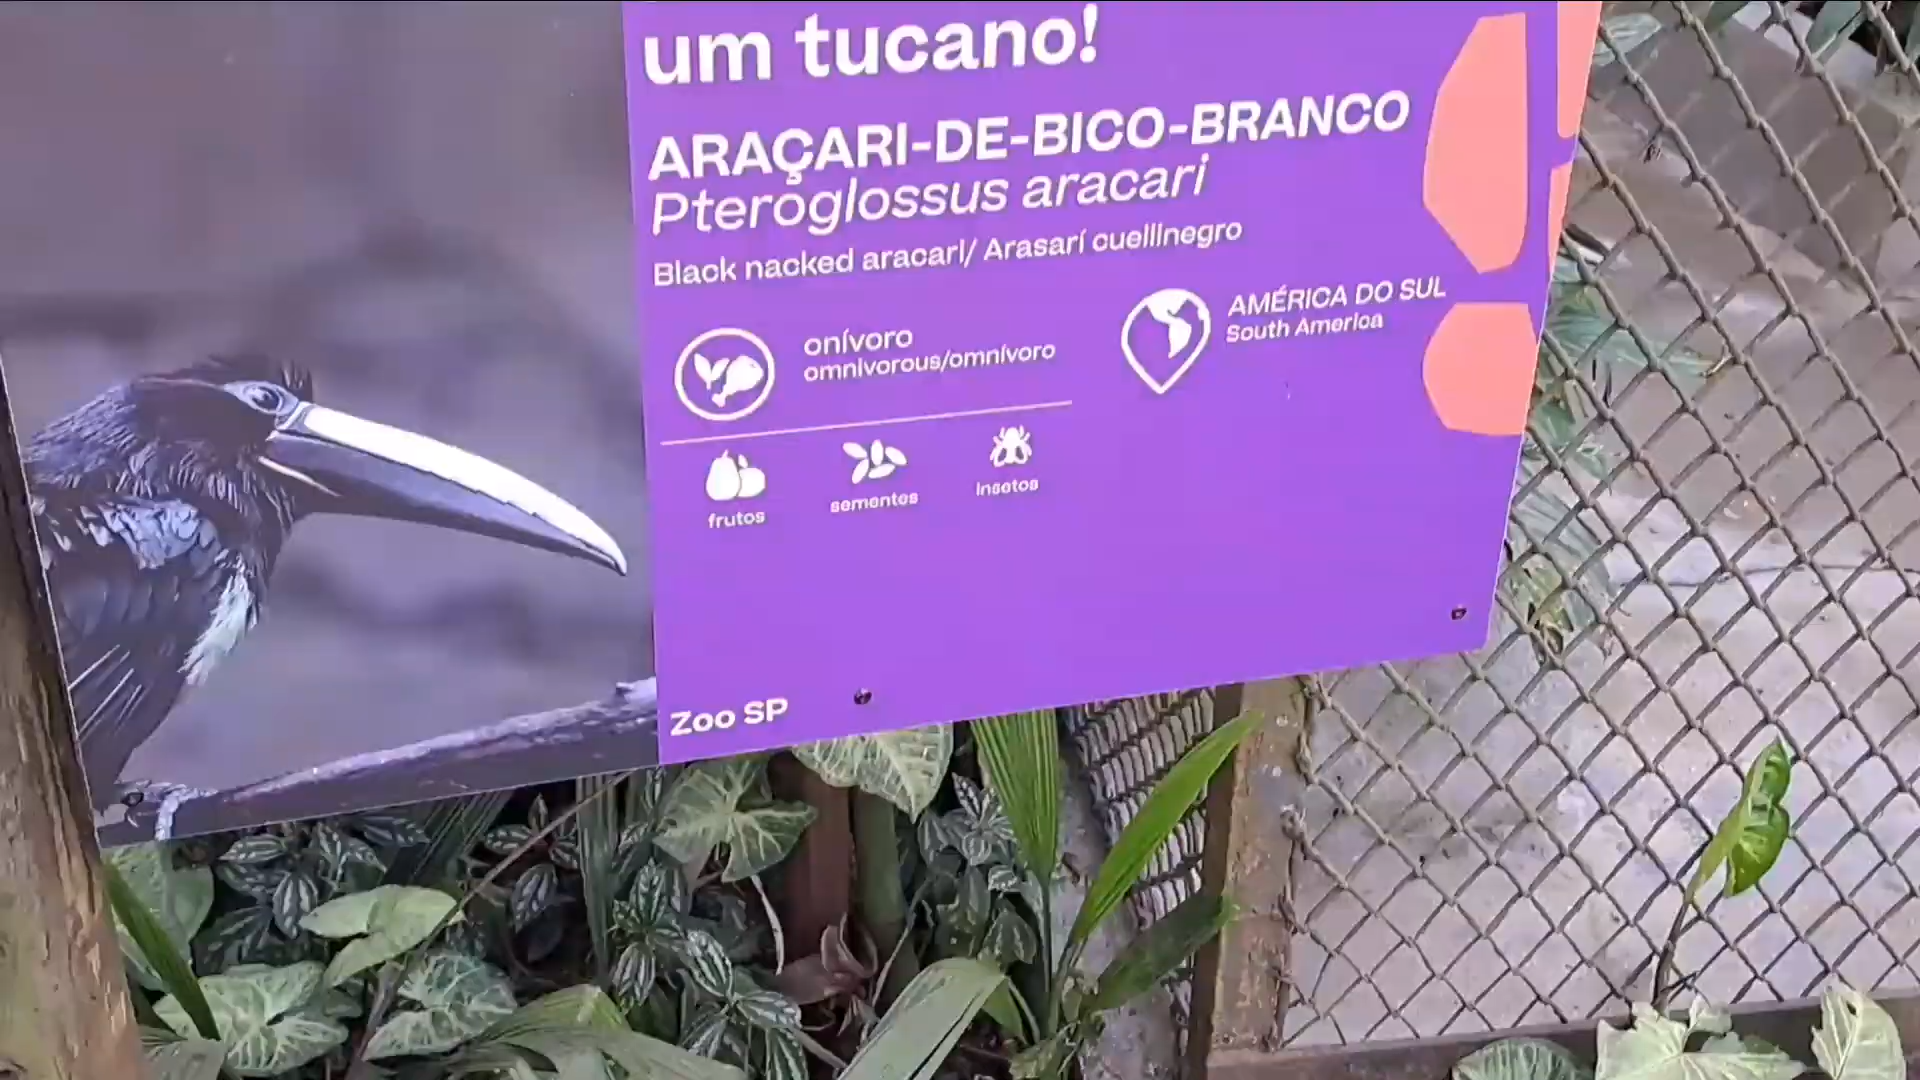 um tucano!
ARAÇARI-DE-BICO-BRANCO
Pteroglossus aracari
Black nacked aracari/ Arasarí cuellinegro
onívoro
omnivorous/omnívoro
AMÉRICA DO SUL
South America
frutos
sementes
insetos
Zoo SP